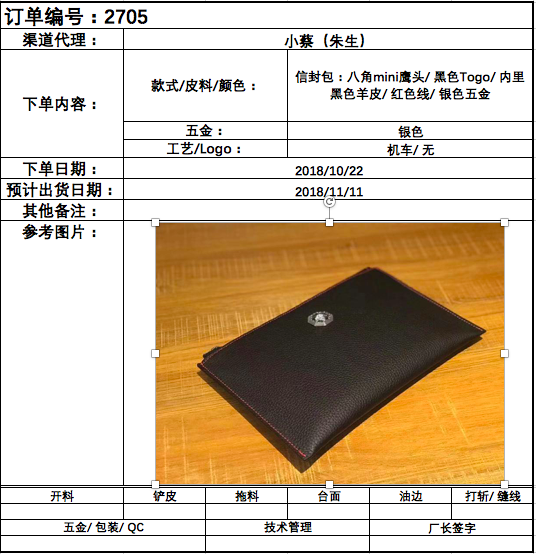 订单编号：2705
渠道代理：
小蔡（朱生）
下单内容：
款式/皮料/颜色：
信封包：八角mini鹰头/ 黑色Togo/ 内里
黑色羊皮/ 红色线/ 银色五金
五金：
银色
工艺/Logo：
机车/ 无
下单日期：
2018/10/22
预计出货日期：
2018/11/11
其他备注：
参考图片：
开料
铲皮
拖料
台面
油边
打斩/ 缝线
五金/ 包装/ QC
技术管理
厂长签字